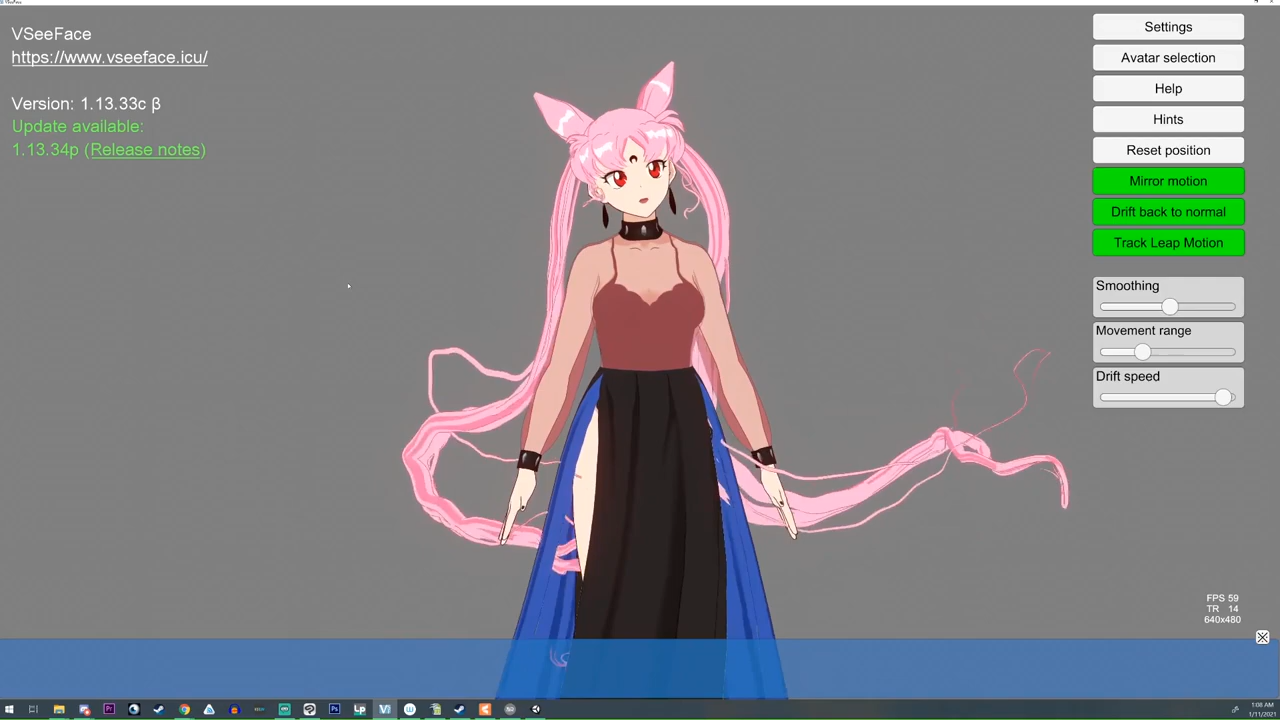 VSeeFace
VSeeFace
https://www.vseeface.icu/
Version: 1.13.33c β
Update available:
1.13.34p (Release notes)
Settings
Avatar selection
Help
Hints
Reset position
Mirror motion
Drift back to normal
Track Leap Motion
Smoothing
Movement range
Drift speed
FPS 59
TR 14
640x480
1:08 AM
1/11/2021